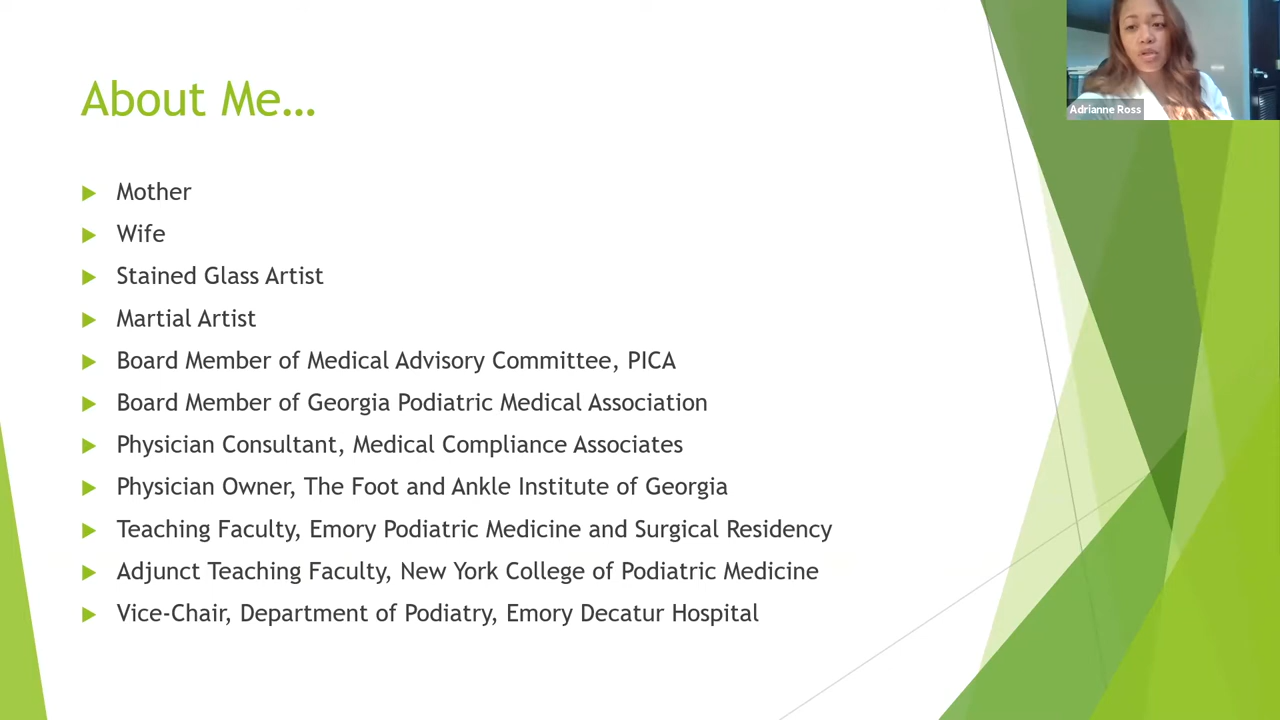 About Me...
Adrianne Ross
Mother
Wife
Stained Glass Artist
Martial Artist
Board Member of Medical Advisory Committee, PICA
Board Member of Georgia Podiatric Medical Association
Physician Consultant, Medical Compliance Associates
Physician Owner, The Foot and Ankle Institute of Georgia
Teaching Faculty, Emory Podiatric Medicine and Surgical Residency
Adjunct Teaching Faculty, New York College of Podiatric Medicine
Vice-Chair, Department of Podiatry, Emory Decatur Hospital